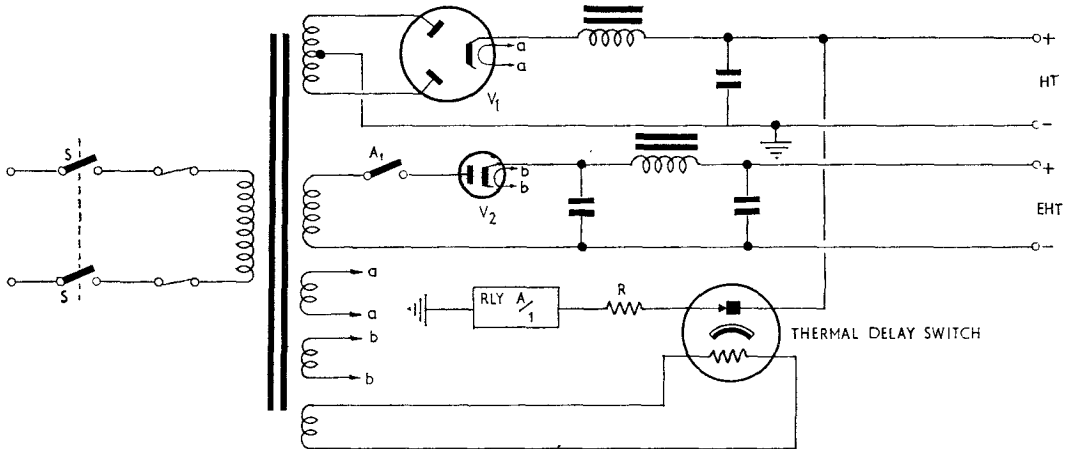 a
a
V1
+
HT
-
S
A1
b
b
V2
+
EHT
-
S
a
a
b
b
RLY A/1
R
THERMAL DELAY SWITCH